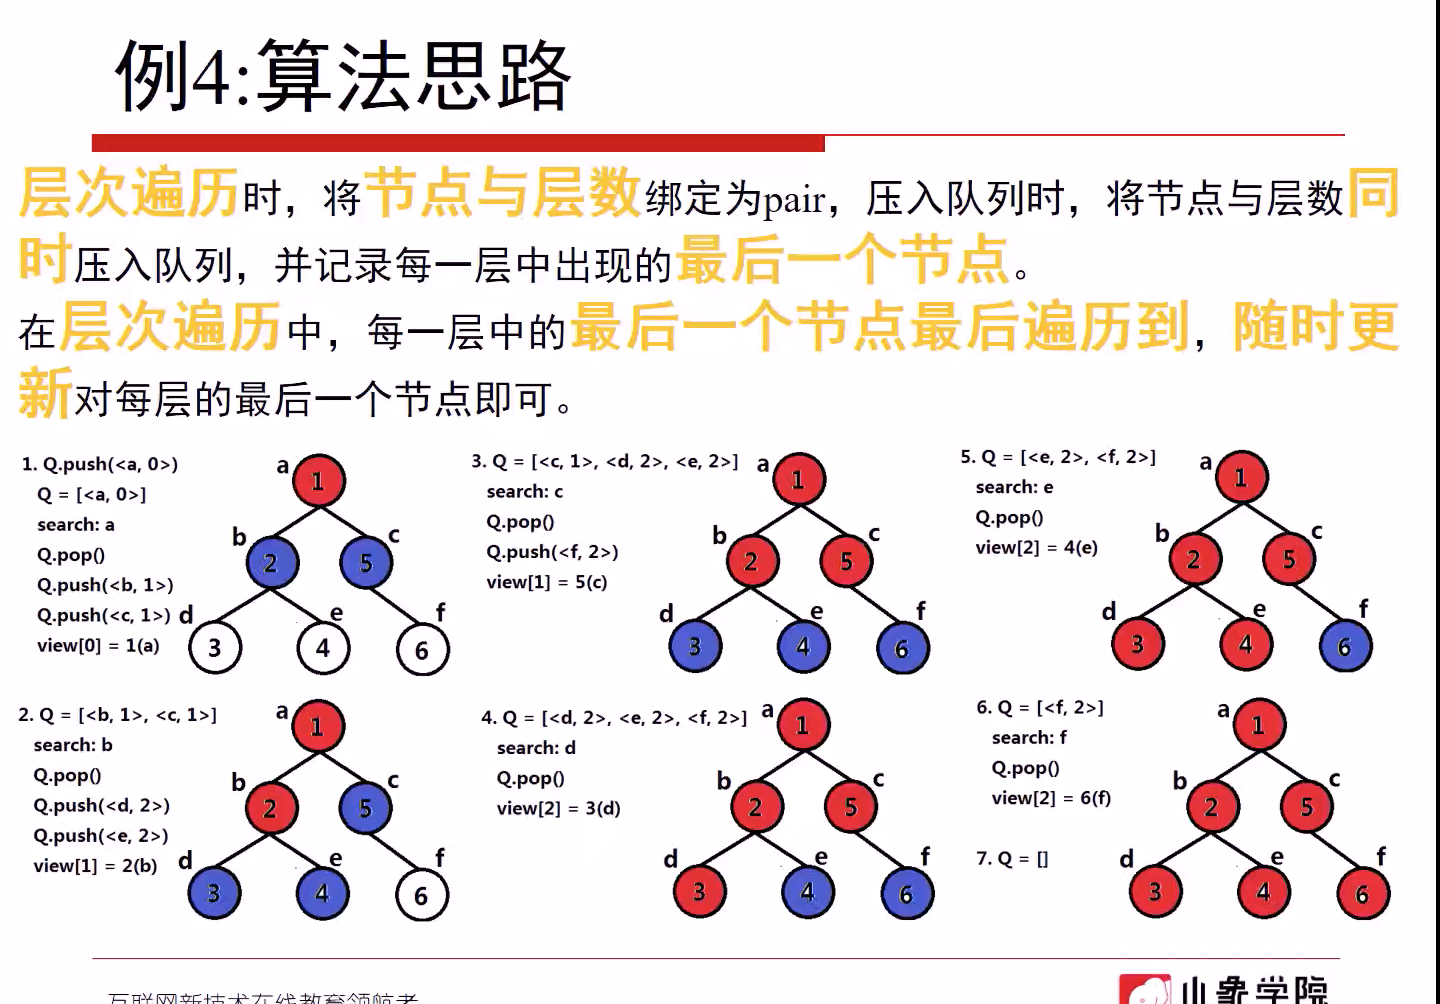 例4:算法思路
层次遍历时，将节点与层数绑定为pair，压入队列时，将节点与层数同
时压入队列，并记录每一层中出现的最后一个节点。
在层次遍历中，每一层中的最后一个节点最后遍历到，随时更
新对每层的最后一个节点即可。
1. Q.push(<a, 0>)
Q = [<a, 0>]
search: a
Q.pop()
Q.push(<b, 1>)
Q.push(<c, 1>)
view[0] = 1(a)
a
1
b
2
c
5
d
3
e
4
f
6
2. Q = [<b, 1>, <c, 1>]
search: b
Q.pop()
Q.push(<d, 2>)
Q.push(<e, 2>)
view[1] = 2(b)
a
1
b
2
c
5
d
3
e
4
f
6
3. Q = [<c, 1>, <d, 2>, <e, 2>]
search: c
Q.pop()
Q.push(<f, 2>)
view[1] = 5(c)
a
1
b
2
c
5
d
3
e
4
f
6
4. Q = [<d, 2>, <e, 2>, <f, 2>]
search: d
Q.pop()
view[2] = 3(d)
a
1
b
2
c
5
d
3
e
4
f
6
5. Q = [<e, 2>, <f, 2>]
search: e
Q.pop()
view[2] = 4(e)
a
1
b
2
c
5
d
3
e
4
f
6
6. Q = [<f, 2>]
search: f
Q.pop()
view[2] = 6(f)
7. Q = []
a
1
b
2
c
5
d
3
e
4
f
6
互联网新技术在线教育领航者
小象学院